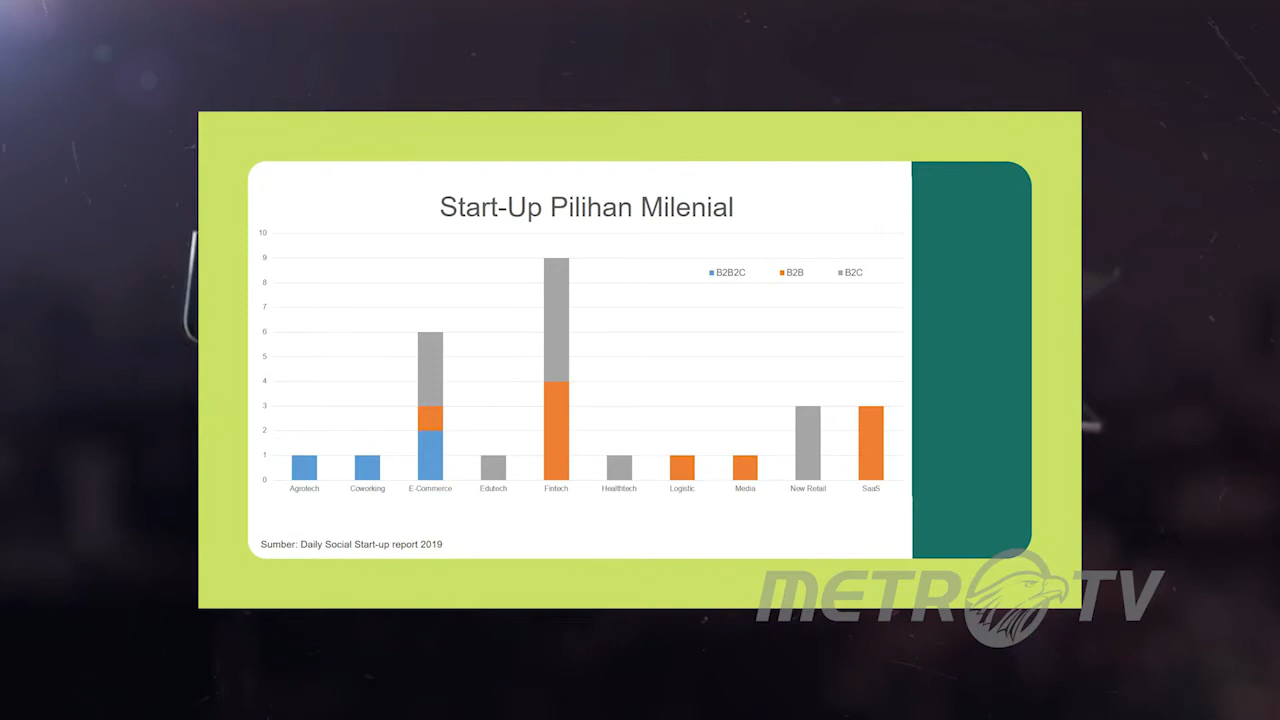 Start-Up Pilihan Milenial
10
9
8
7
6
5
4
3
2
1
0
B2B2C B2B B2C
Agrotech Coworking E-Commerce Edutech Fintech Healthtech Logistic Media New Retail SaaS
Sumber: Daily Social Start-up report 2019
METRO TV